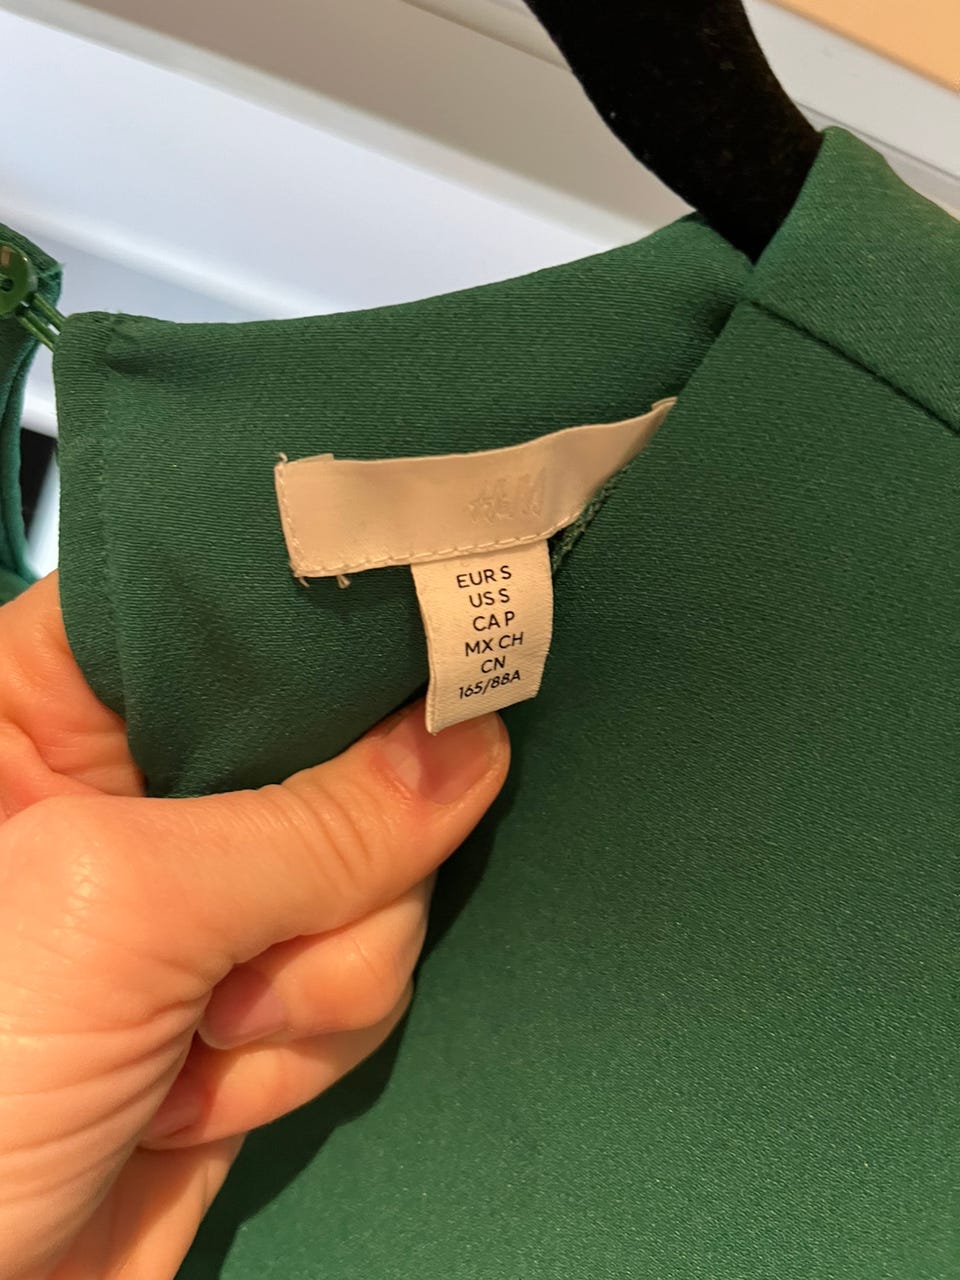 H&M
EUR S
US S
CA P
MX CH
CN
165/88A